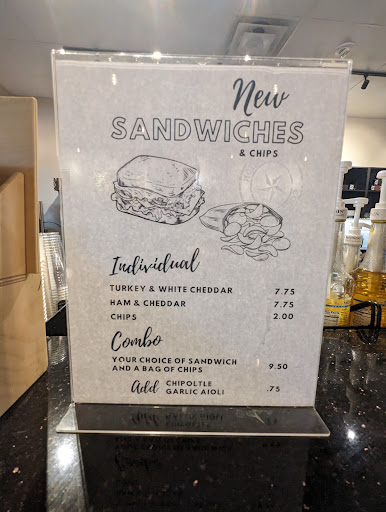 New
SANDWICHES
& CHIPS
Individual
TURKEY & WHITE CHEDDAR 7.75
HAM & CHEDDAR 7.75
CHIPS 2.00
Combo
YOUR CHOICE OF SANDWICH
AND A BAG OF CHIPS 9.50
Add CHIPOLTLE .75
GARLIC AIOLI